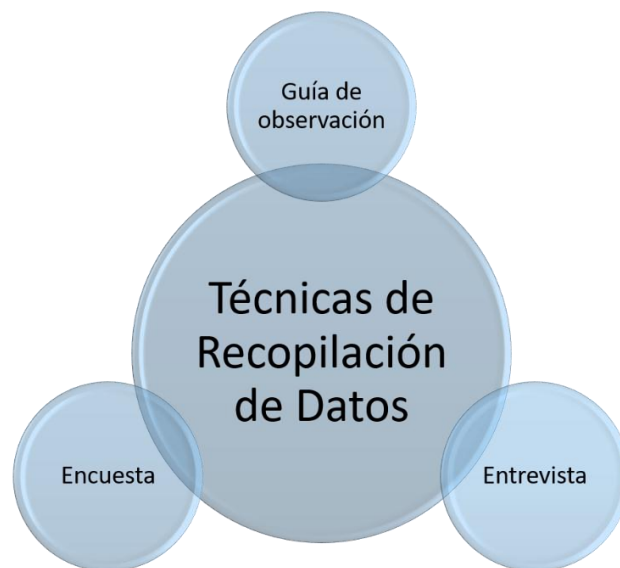 Guía de
observación
Técnicas de
Recopilación
de Datos
Encuesta
Entrevista